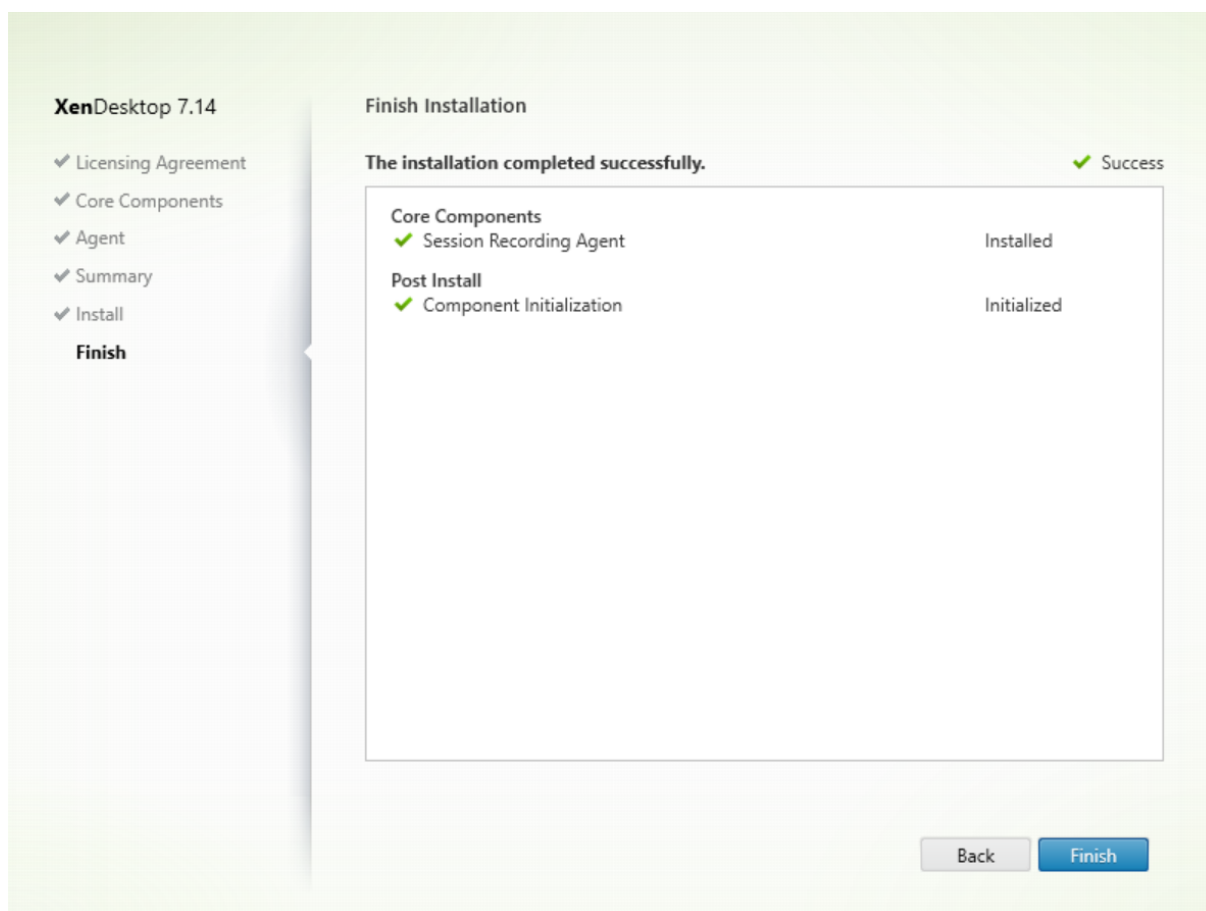 XenDesktop 7.14
Licensing Agreement
Core Components
Agent
Summary
Install
Finish
Finish Installation
The installation completed successfully. Success
Core Components
Session Recording Agent Installed
Post Install
Component Initialization Initialized
Back Finish